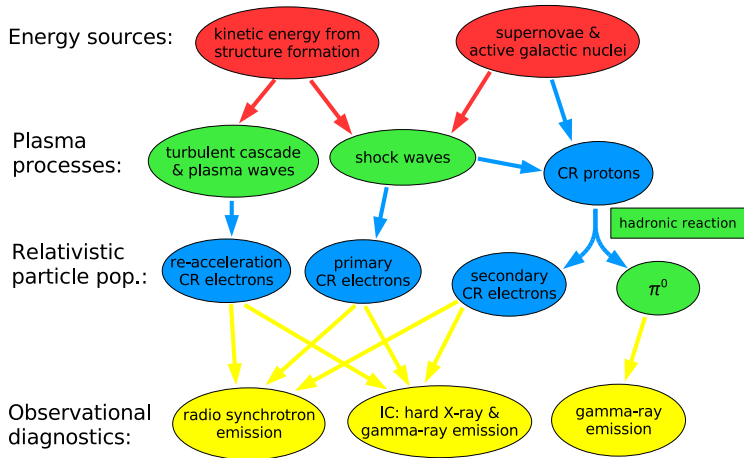 Energy sources:
kinetic energy from
structure formation
supernovae &
active galactic nuclei
Plasma
processes:
turbulent cascade
& plasma waves
shock waves
CR protons
hadronic reaction
Relativistic
particle pop.:
re-acceleration
CR electrons
primary
CR electrons
secondary
CR electrons
π⁰
Observational
diagnostics:
radio synchrotron
emission
IC: hard X-ray &
gamma-ray emission
gamma-ray
emission